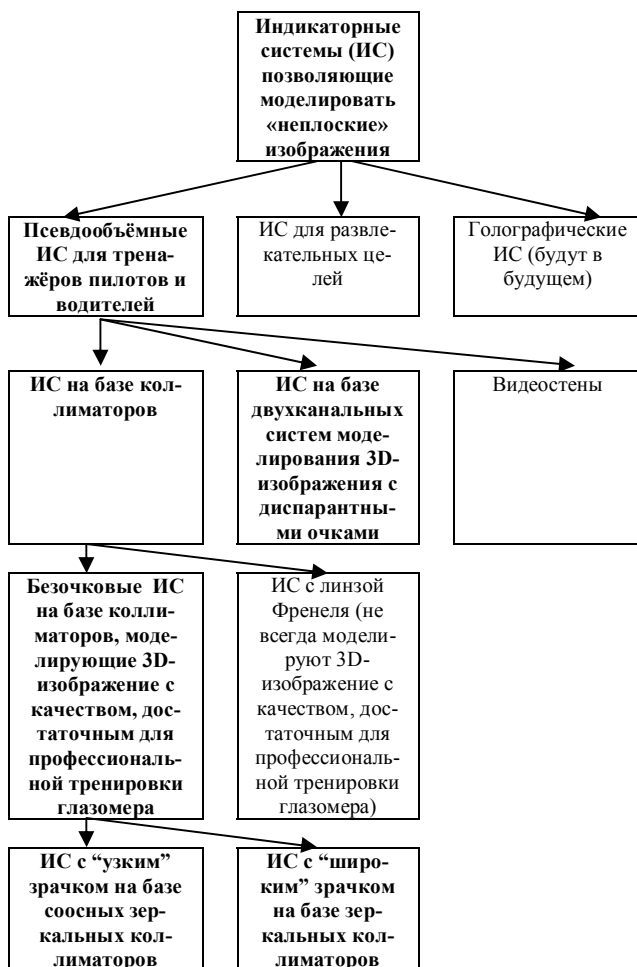 Индикаторные
системы (ИС)
позволяющие
моделировать
«неплоские»
изображения
Псевдообъёмные
ИС для трена-
жёров пилотов и
водителей
ИС для развле-
кательных це-
лей
Голографические
ИС (будут в
будущем)
ИС на базе кол-
лиматоров
ИС на базе
двухканальных
систем моде-
лирования 3D-
изображения с
диспарантны-
ми очками
Видеостены
Безочковые ИС
на базе колли-
маторов, моде-
лирующие 3D-
изображение с
качеством, дос-
таточным для
профессиональ-
ной тренировки
глазомера
ИС с линзой
Френеля (не
всегда модели-
руют 3D-
изображение с
качеством, дос-
таточным для
профессиональ-
ной тренировки
глазомера)
ИС с “узким”
зрачком на базе
соосных зер-
кальных кол-
лиматоров
ИС с “широ-
ким” зрачком
на базе зер-
кальных кол-
лиматоров